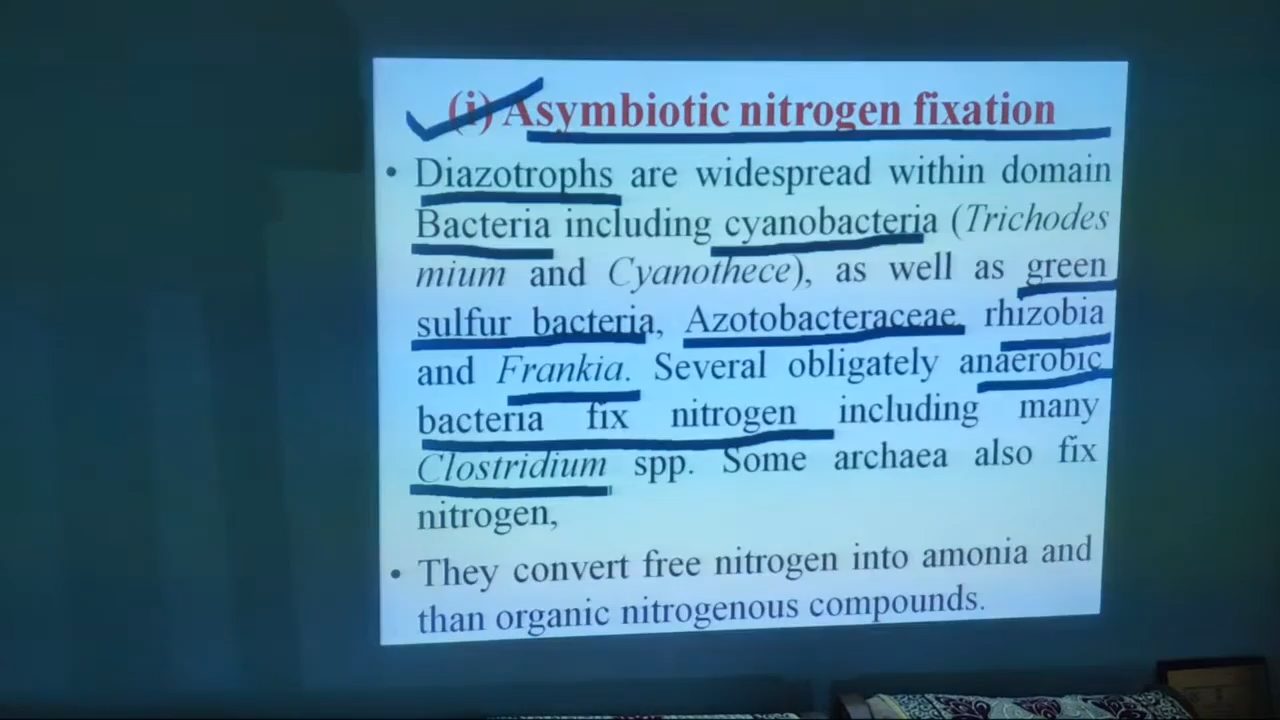 (i) Asymbiotic nitrogen fixation
• Diazotrophs are widespread within domain
Bacteria including cyanobacteria (Trichodes
mium and Cyanothece), as well as green
sulfur bacteria, Azotobacteraceae, rhizobia
and Frankia. Several obligately anaerobic
bacteria fix nitrogen including many
Clostridium spp. Some archaea also fix
nitrogen,
• They convert free nitrogen into amonia and
than organic nitrogenous compounds.